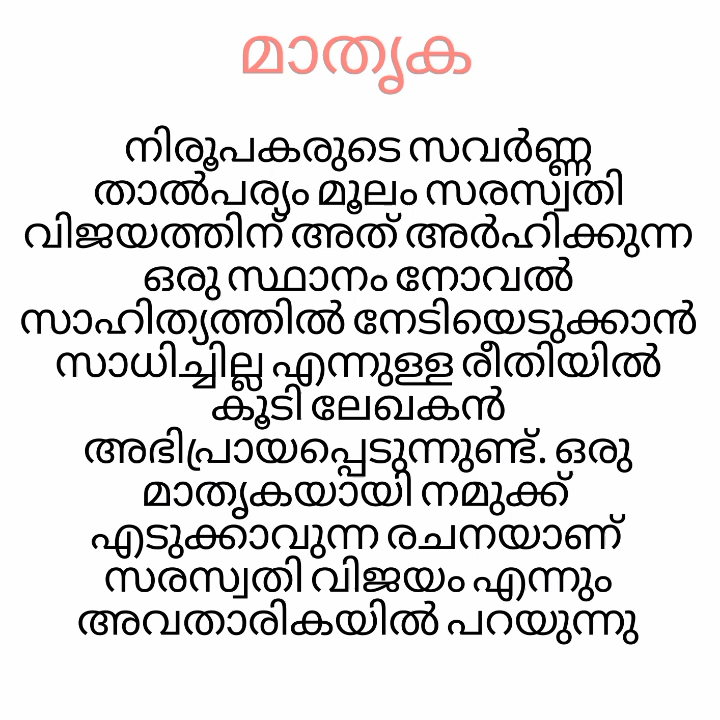 മാതൃക
നിരൂപകരുടെ സവർണ്ണ
താൽപര്യം മൂലം സരസ്വതി
വിജയത്തിന് അത് അർഹിക്കുന്ന
ഒരു സ്ഥാനം നോവൽ
സാഹിത്യത്തിൽ നേടിയെടുക്കാൻ
സാധിച്ചില്ല എന്നുള്ള രീതിയിൽ
കൂടി ലേഖകൻ
അഭിപ്രായപ്പെടുന്നുണ്ട്. ഒരു
മാതൃകയായി നമുക്ക്
എടുക്കാവുന്ന രചനയാണ്
സരസ്വതി വിജയം എന്നും
അവതാരികയിൽ പറയുന്നു